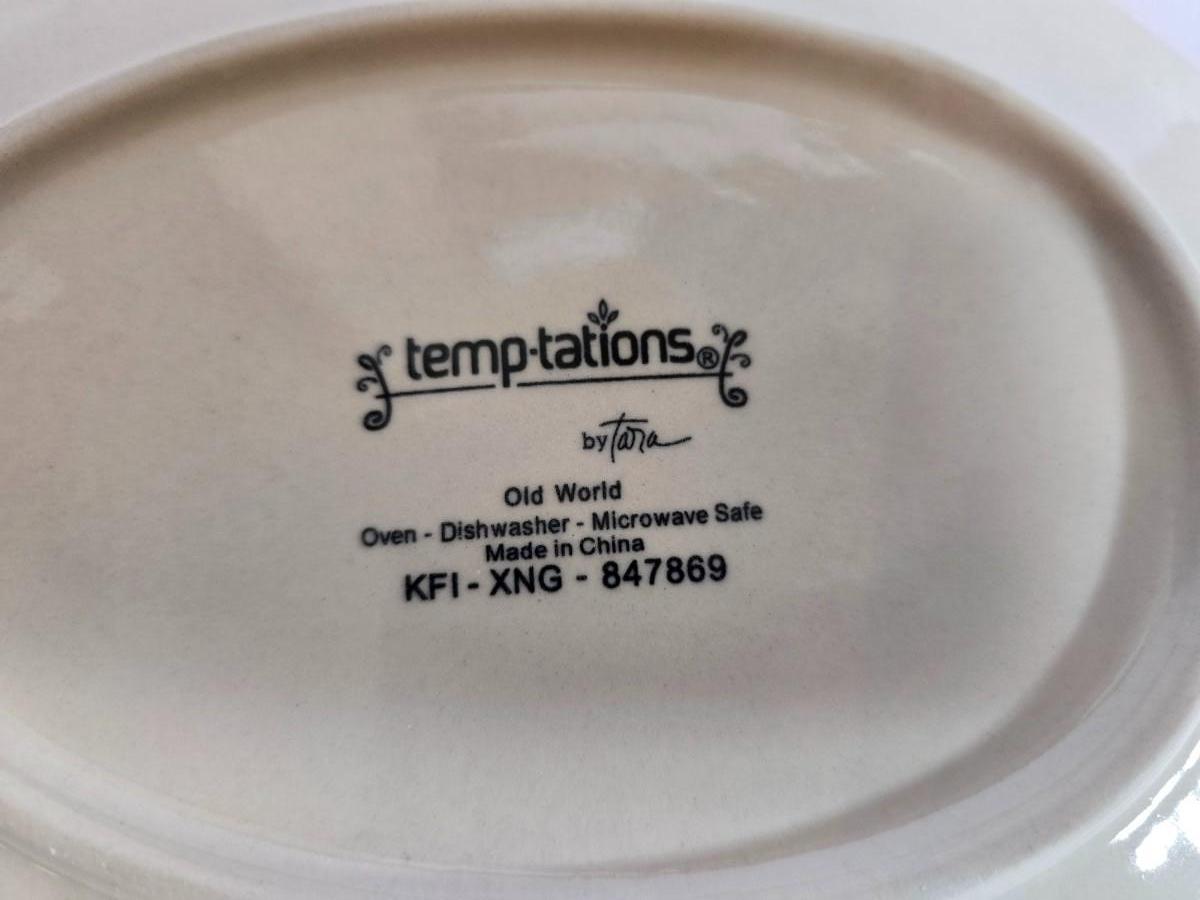 temp-tations®
by Tara
Old World
Oven - Dishwasher - Microwave Safe
Made in China
KFI - XNG - 847869